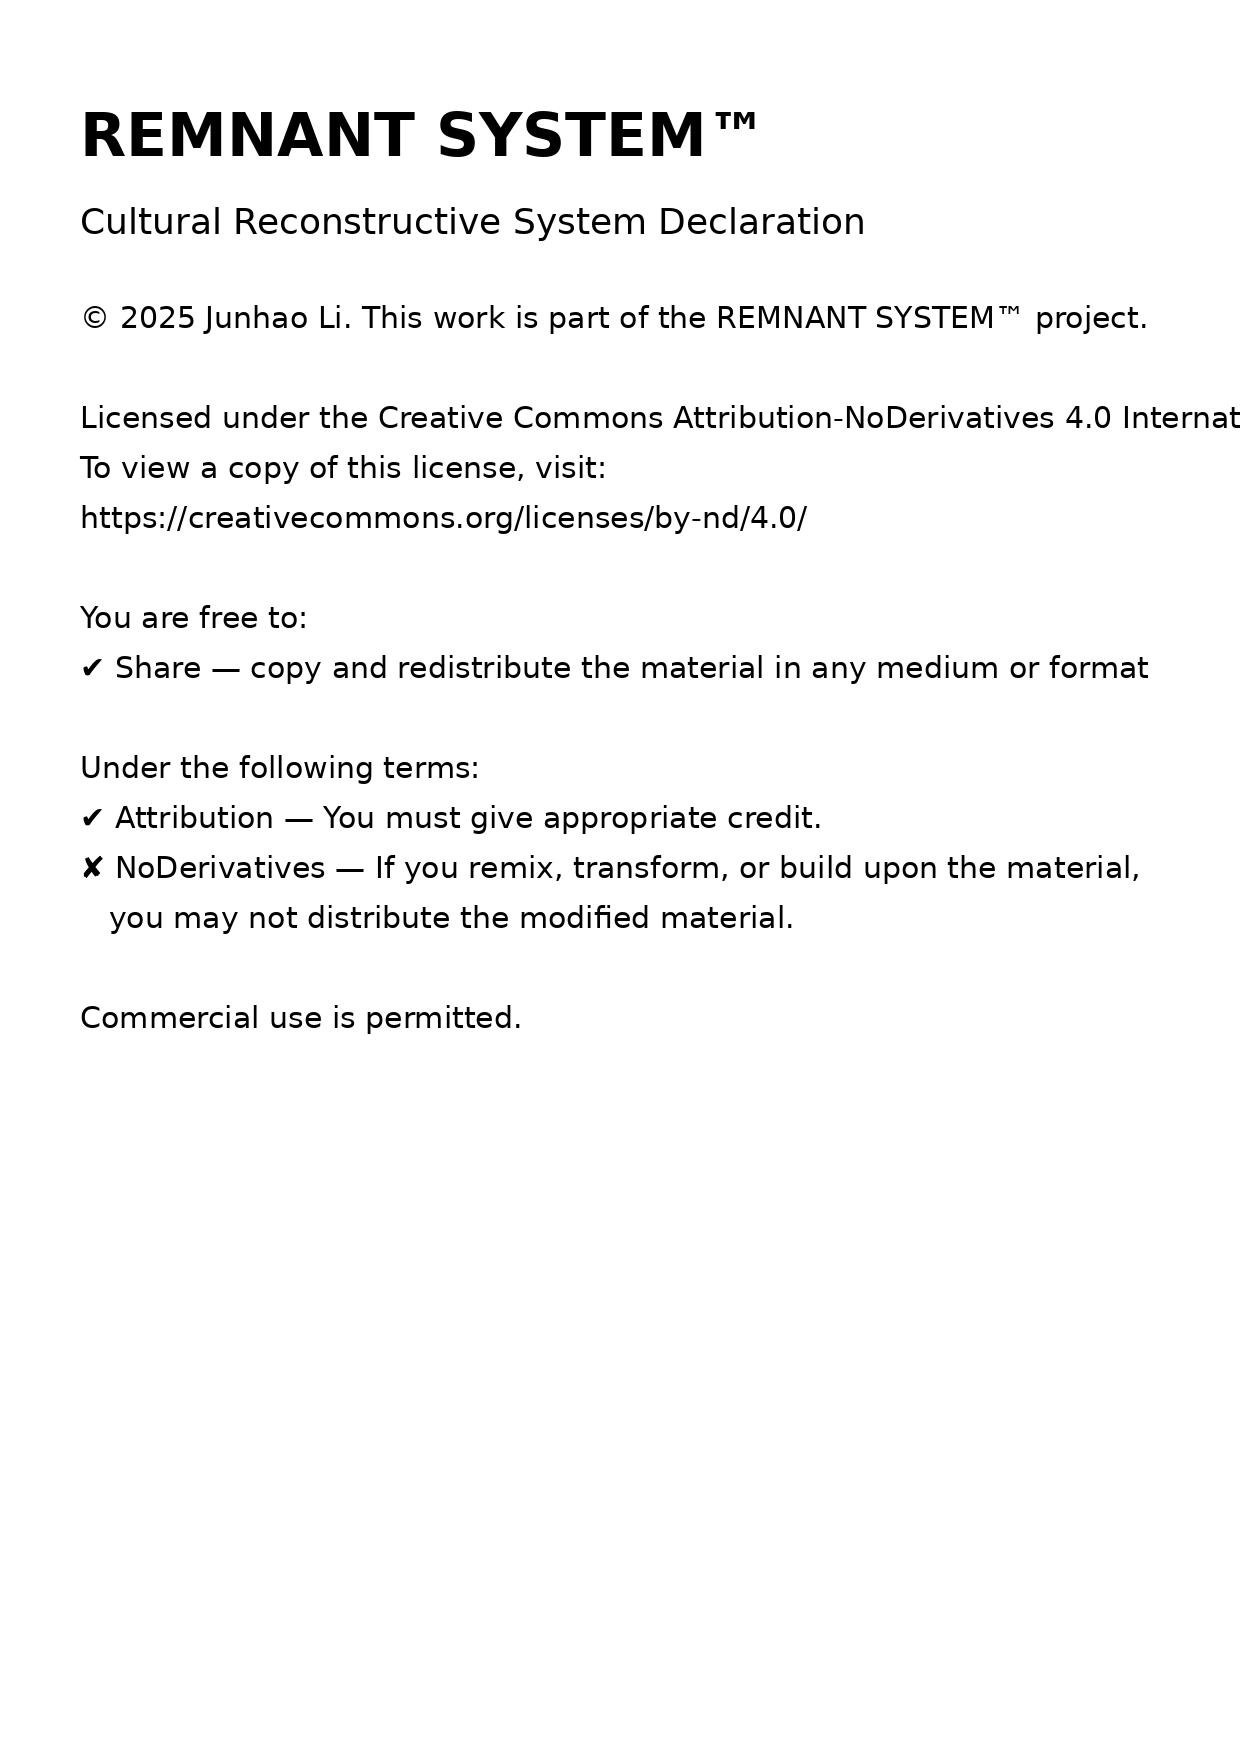 REMNANT SYSTEM™
Cultural Reconstructive System Declaration
© 2025 Junhao Li. This work is part of the REMNANT SYSTEM™ project.
Licensed under the Creative Commons Attribution-NoDerivatives 4.0 Internat
To view a copy of this license, visit:
https://creativecommons.org/licenses/by-nd/4.0/
You are free to:
✔ Share — copy and redistribute the material in any medium or format
Under the following terms:
✔ Attribution — You must give appropriate credit.
✘ NoDerivatives — If you remix, transform, or build upon the material,
you may not distribute the modified material.
Commercial use is permitted.